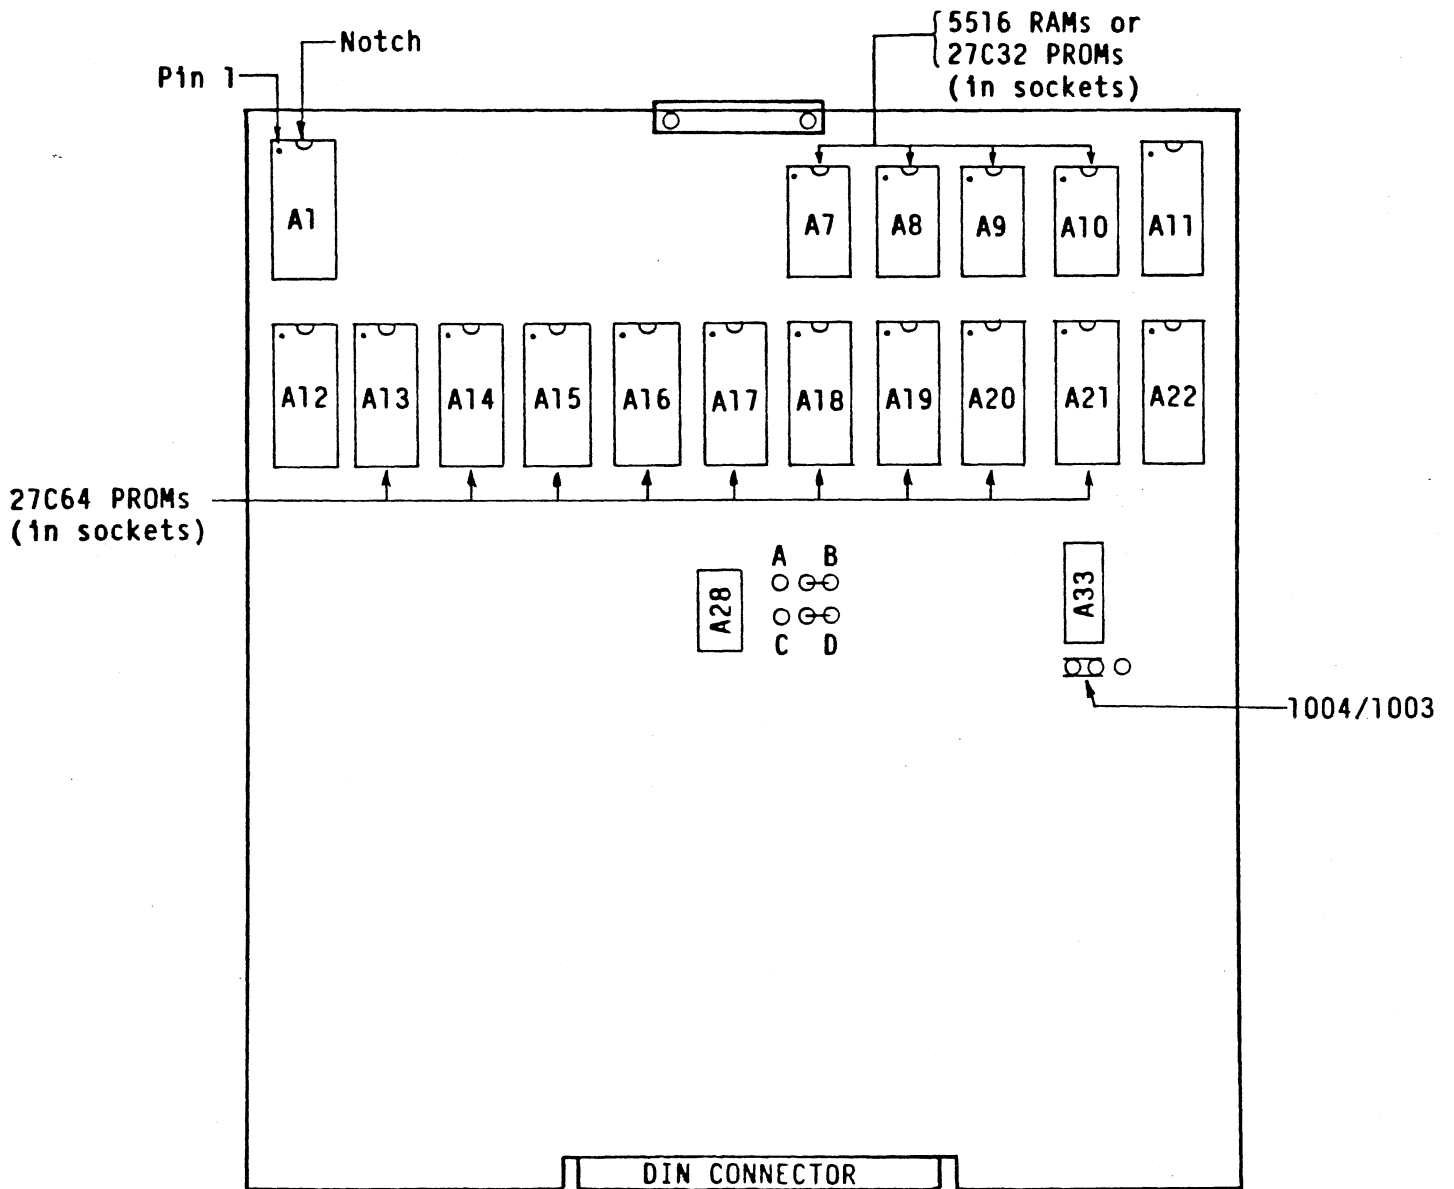 5516 RAMs or
27C32 PROMs
(in sockets)
Notch
Pin 1
A1
A7
A8
A9
A10
A11
A12
A13
A14
A15
A16
A17
A18
A19
A20
A21
A22
27C64 PROMs
(in sockets)
A28
A B
C D
A33
1004/1003
DIN CONNECTOR